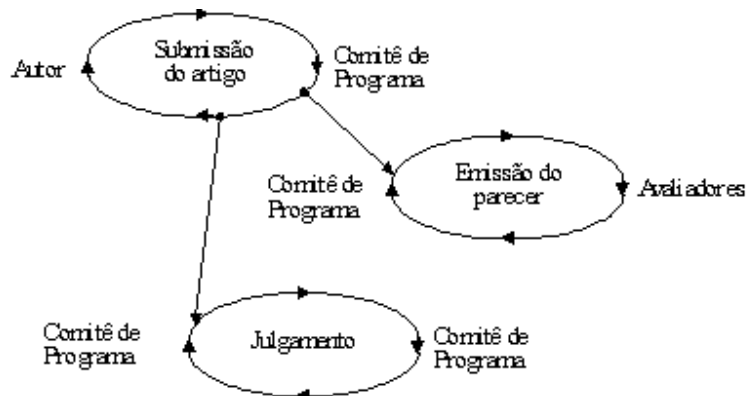 Submissão
do artigo
Autor
Comitê de
Programa
Comitê de
Programa
Emissão do
parecer
Avaliadores
Comitê de
Programa
Julgamento
Comitê de
Programa